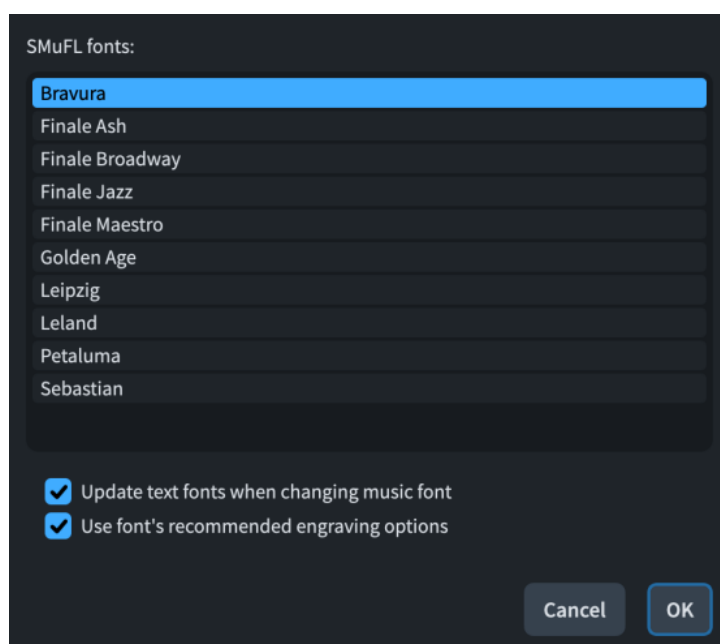 SMuFL fonts:
Bravura
Finale Ash
Finale Broadway
Finale Jazz
Finale Maestro
Golden Age
Leipzig
Leland
Petaluma
Sebastian
Update text fonts when changing music font
Use font's recommended engraving options
Cancel OK